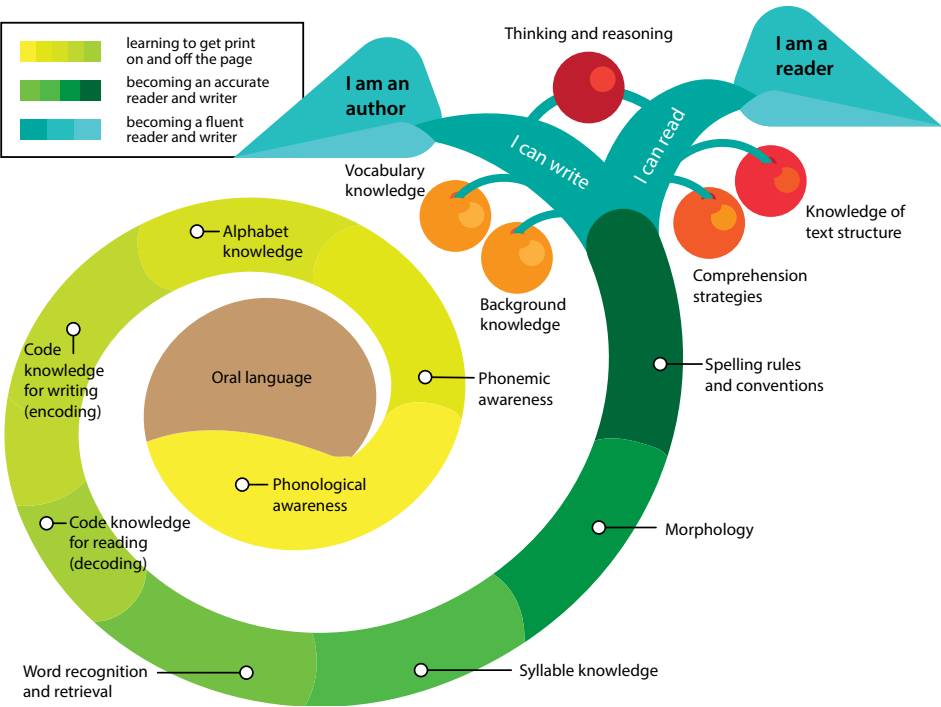 learning to get print
on and off the page
becoming an accurate
reader and writer
becoming a fluent
reader and writer
I am an
author
Thinking and reasoning
I am a
reader
I can write
I can read
Vocabulary
knowledge
Background
knowledge
Knowledge of
text structure
Comprehension
strategies
Alphabet
knowledge
Code
knowledge
for writing
(encoding)
Oral language
Phonemic
awareness
Spelling rules
and conventions
Phonological
awareness
Code knowledge
for reading
(decoding)
Morphology
Word recognition
and retrieval
Syllable knowledge